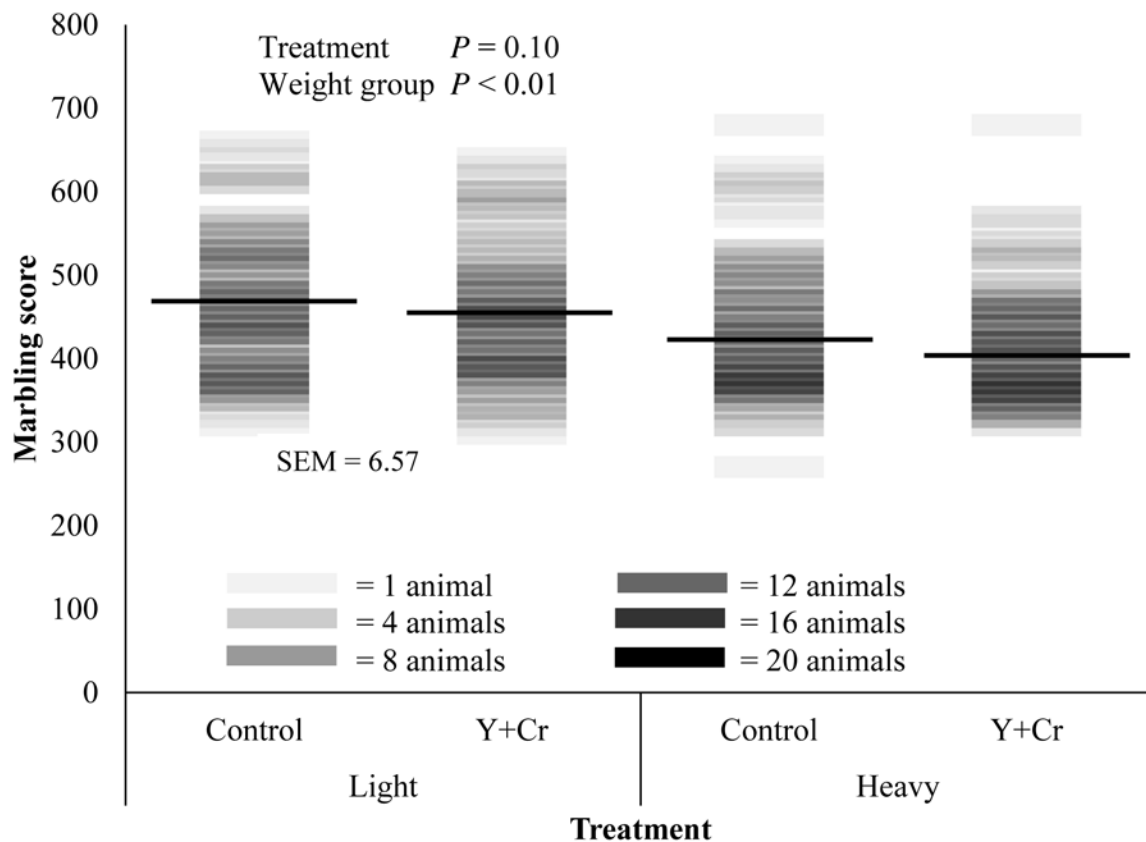 800
700
600
500
400
300
200
100
0
Marbling score
Treatment P = 0.10
Weight group P < 0.01
SEM = 6.57
= 1 animal
= 4 animals
= 8 animals
= 12 animals
= 16 animals
= 20 animals
Control
Y+Cr
Control
Y+Cr
Light
Heavy
Treatment